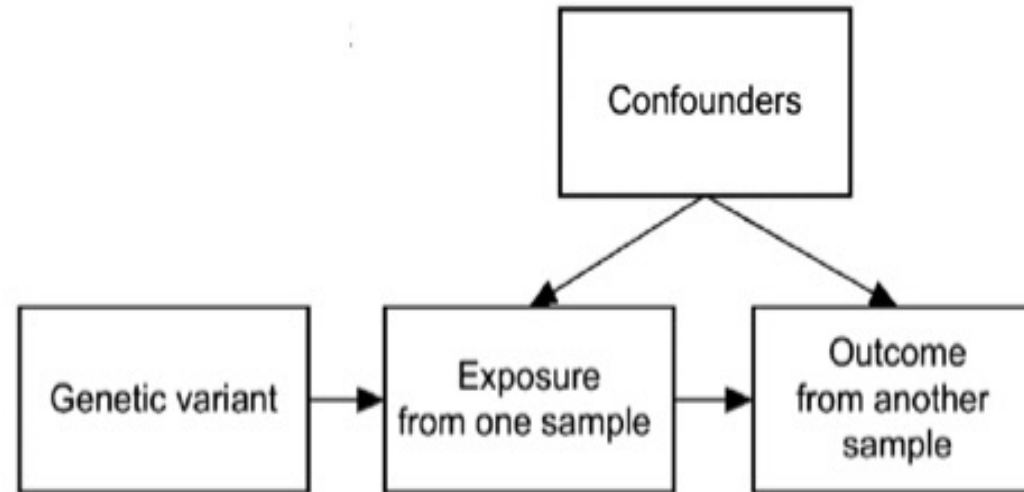 Confounders
Genetic variant
Exposure
from one sample
Outcome
from another
sample